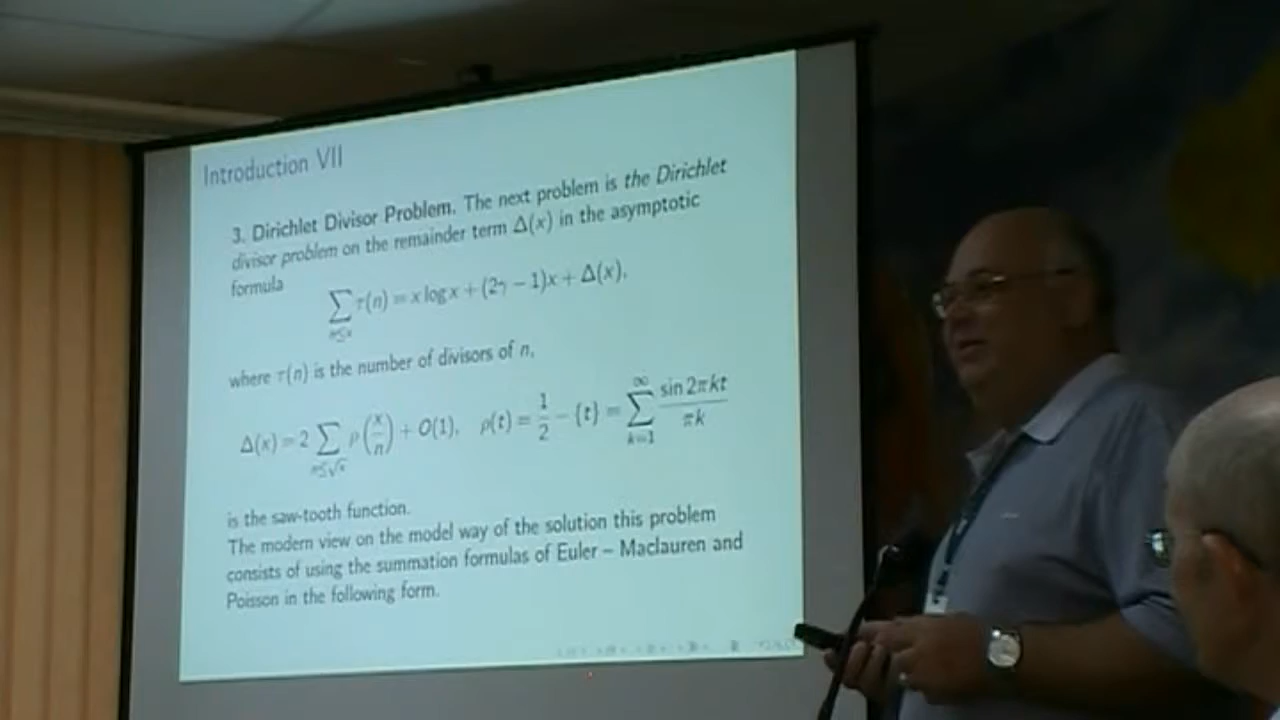 Introduction VII
3. Dirichlet Divisor Problem. The next problem is the Dirichlet
divisor problem on the remainder term Δ(x) in the asymptotic
formula
∑_{n≤x} τ(n) = x log x + (2γ − 1)x + Δ(x),
where τ(n) is the number of divisors of n,
Δ(x) = 2 ∑_{n≤√x} ρ(x/n) + O(1), ρ(t) = 1/2 − {t} = ∑_{k=1}^{∞} sin 2πkt / πk
is the saw-tooth function.
The modern view on the model way of the solution this problem
consists of using the summation formulas of Euler – Maclauren and
Poisson in the following form.